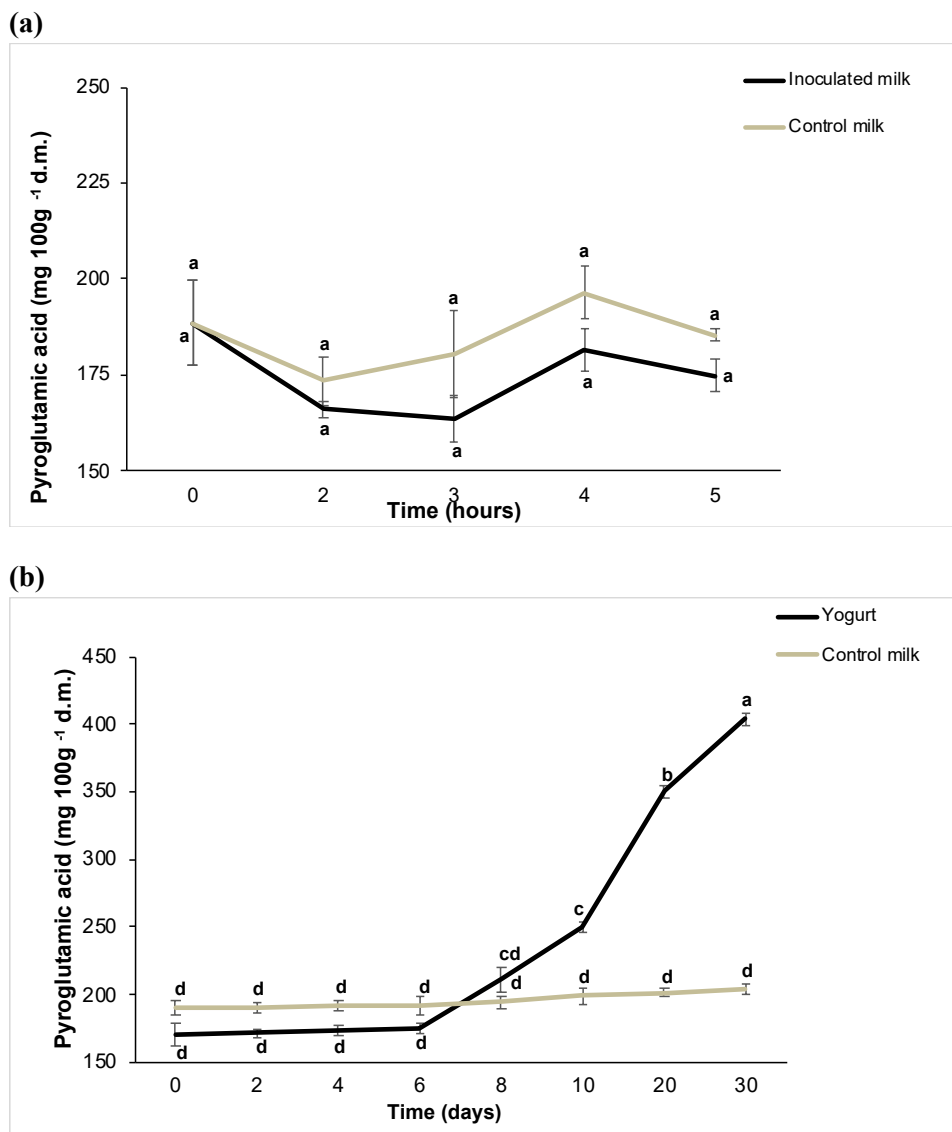 (a)
Inoculated milk
Control milk
Pyroglutamic acid (mg 100g -1 d.m.)
250
225
200
175
150
a
a
a
a
a
a
a
a
a
a
0 2 3 4 5
Time (hours)
(b)
Yogurt
Control milk
Pyroglutamic acid (mg 100g -1 d.m.)
450
400
350
300
250
200
150
a
b
c
cd
d d d d d d d d
d d d d
0 2 4 6 8 10 20 30
Time (days)